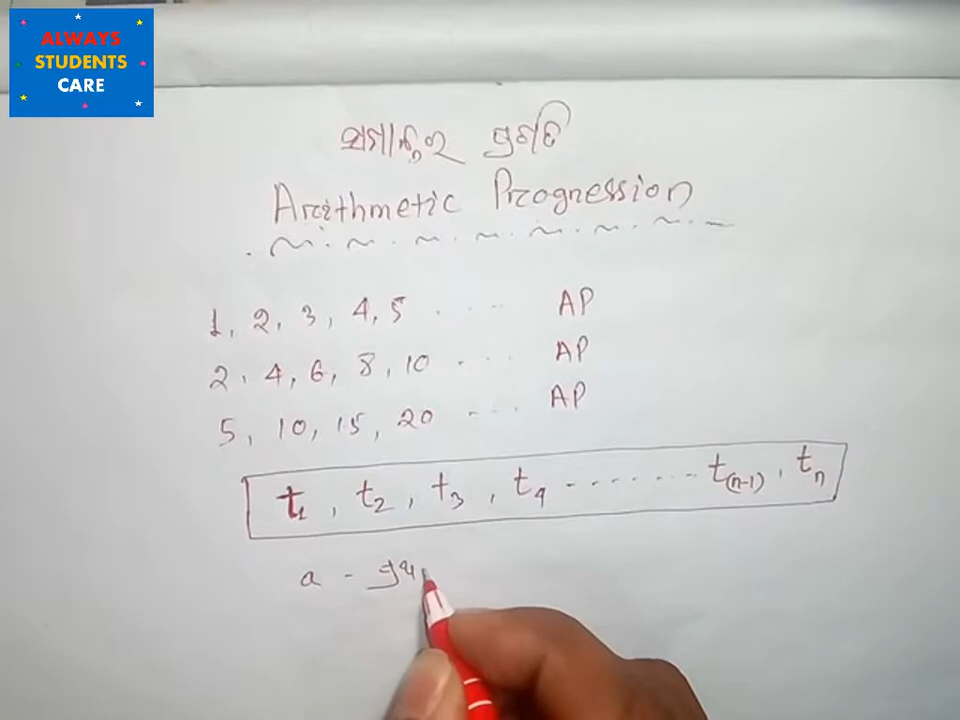 ALWAYS
STUDENTS
CARE
ସମାନ୍ତର ପ୍ରଗତି
Arithmetic Progression
1, 2, 3, 4, 5 ..... AP
2, 4, 6, 8, 10 .... AP
5, 10, 15, 20 ..... AP
t₁, t₂, t₃, t₄ ........ t₍ₙ₋₁₎, tₙ
a - ପ୍ରଥ